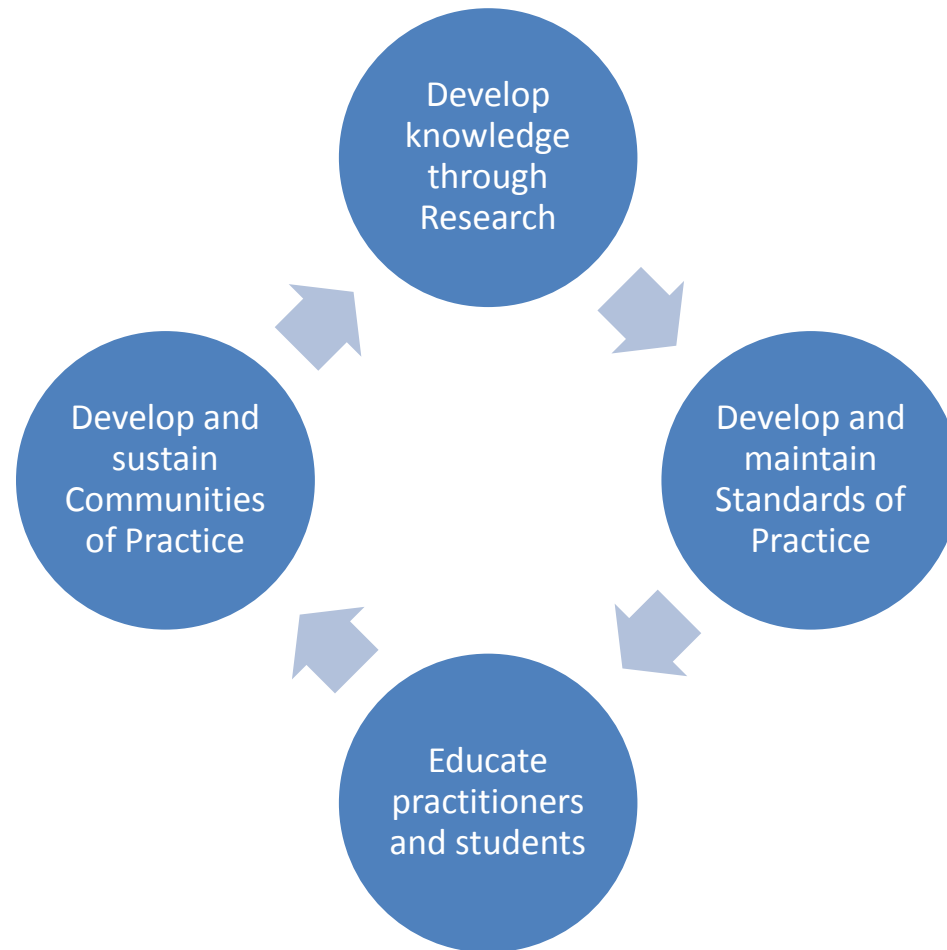 Develop
knowledge
through
Research
Develop and
maintain
Standards of
Practice
Educate
practitioners
and students
Develop and
sustain
Communities
of Practice